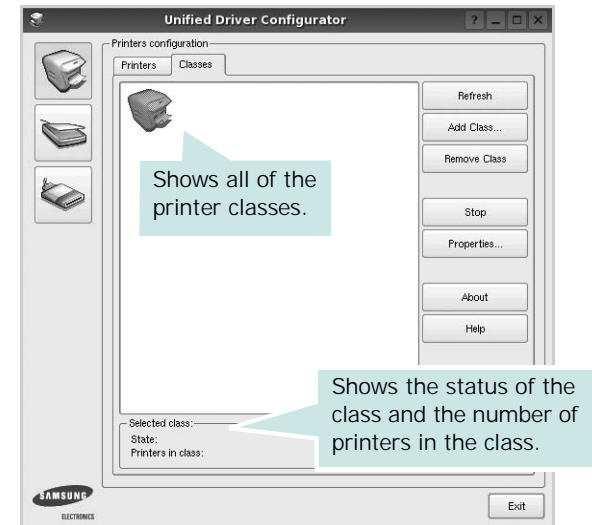 Unified Driver Configurator
Printers configuration
Printers
Classes
Refresh
Add Class...
Remove Class
Stop
Properties...
About
Help
Shows all of the
printer classes.
Shows the status of the
class and the number of
printers in the class.
Selected class:
State:
Printers in class:
SAMSUNG
ELECTRONICS
Exit